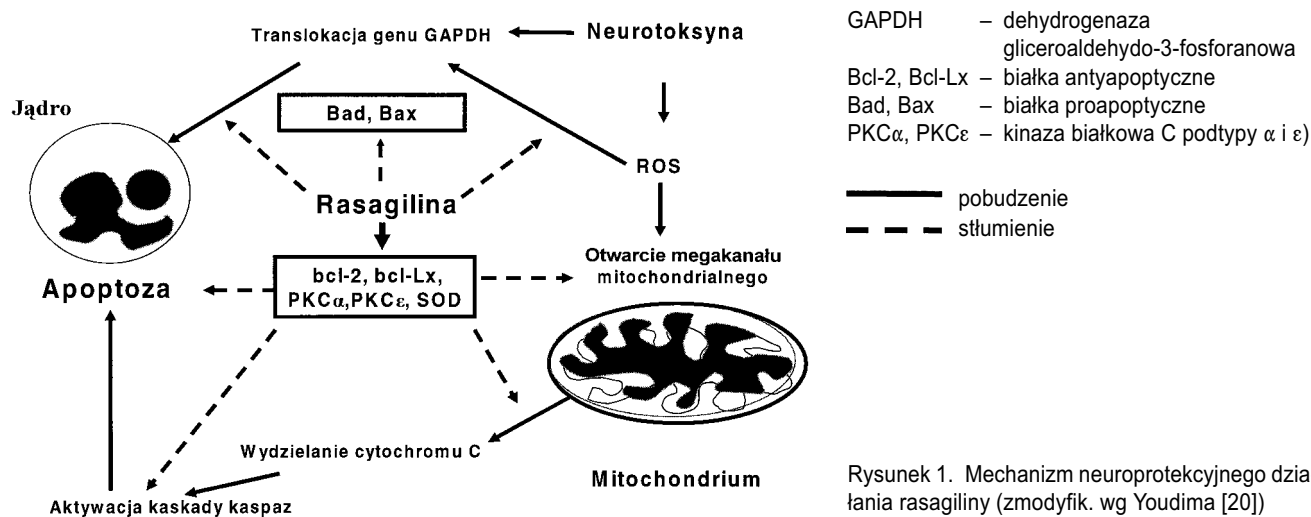 Translokacja genu GAPDH
Neurotoksyna
Jądro
Bad, Bax
ROS
Rasagilina
Otwarcie megakanału
mitochondrialnego
bcl-2, bcl-Lx,
PKCα,PKCε, SOD
Apoptoza
Wydzielanie cytochromu C
Mitochondrium
Aktywacja kaskady kaspaz
GAPDH – dehydrogenaza
gliceroaldehydo-3-fosforanowa
Bcl-2, Bcl-Lx – białka antyapoptyczne
Bad, Bax – białka proapoptyczne
PKCα, PKCε – kinaza białkowa C podtypy α i ε)
pobudzenie
stłumienie
Rysunek 1. Mechanizm neuroprotekcyjnego dzia
łania rasagiliny (zmodyfik. wg Youdima [20])